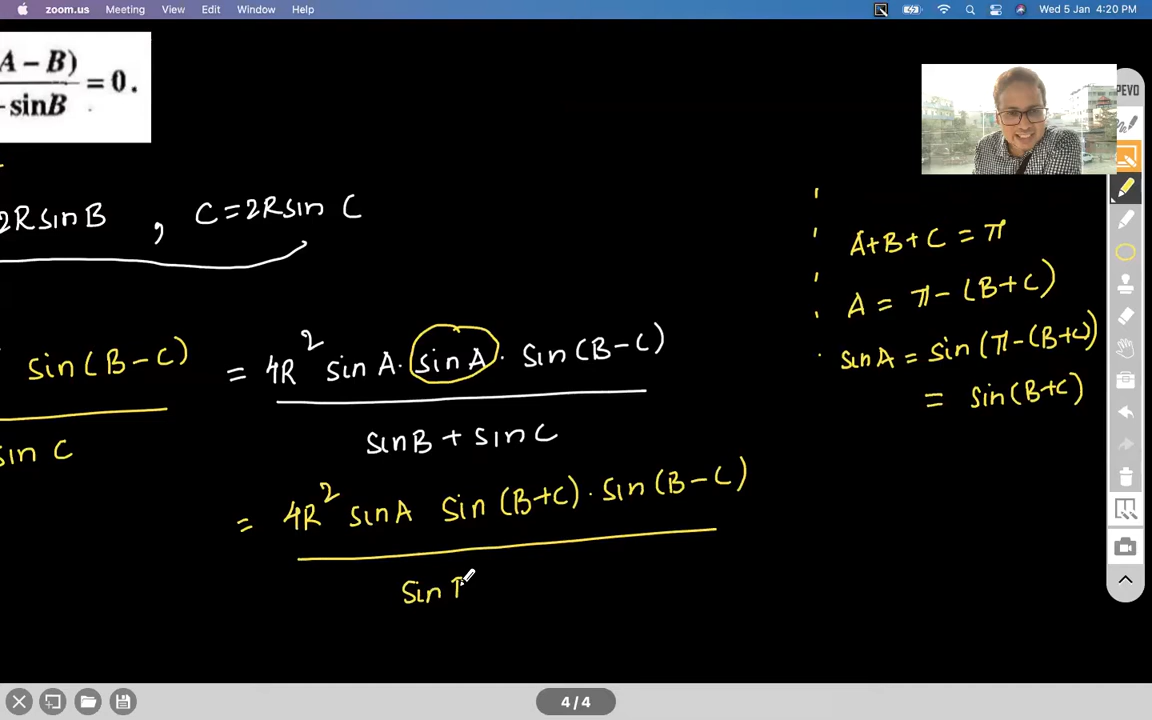 zoom.us Meeting View Edit Window Help Wed 5 Jan 4:20 PM
A – B)
sinB
= 0 .
PEVO
2R sin B , C = 2R sin C
A+B+C = π
A = π - (B+C)
sin A = sin (π - (B+C))
= sin (B+C)
sin (B-C)
sin C
= 4R² sin A . sin A . sin (B-C)
sin B + sin C
= 4R² sin A sin (B+C) . sin (B-C)
sin
4 / 4